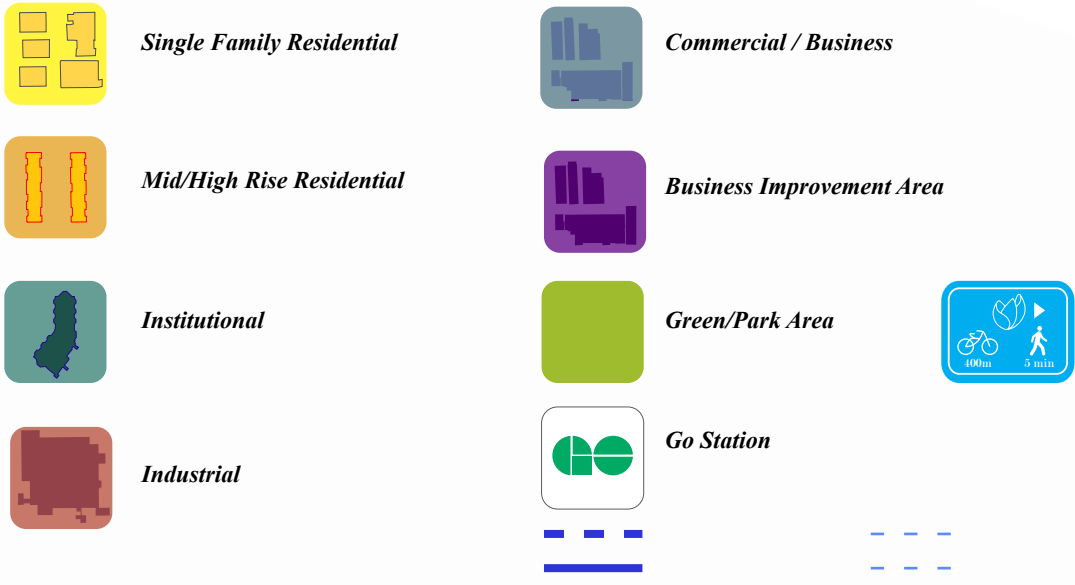 Single Family Residential
Commercial / Business
Mid/High Rise Residential
Business Improvement Area
Institutional
Green/Park Area
400m
5 min
GO
Go Station
Industrial